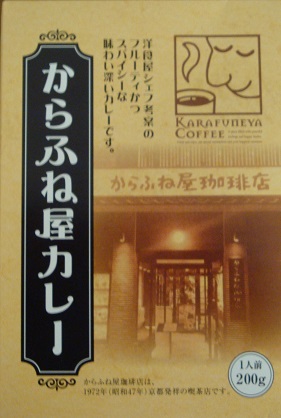 洋食屋シェフ考案の
フルーティかつ
スパイシーな
味わい深いカレーです。
KARAFUNEYA
COFFEE
からふね屋カレー
からふね屋珈琲店
1人前
200g
からふね屋珈琲店は、
1972年(昭和47年)京都発祥の喫茶店です。